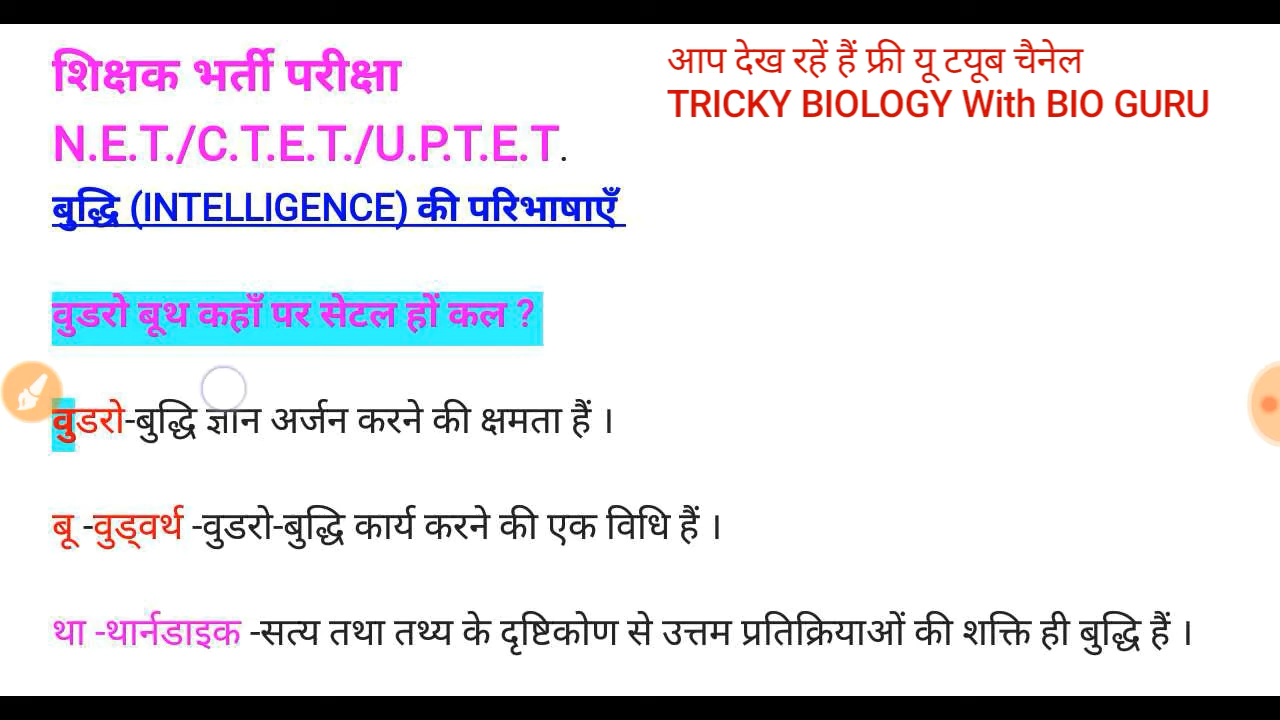 शिक्षक भर्ती परीक्षा
N.E.T./C.T.E.T./U.P.T.E.T.
बुद्धि (INTELLIGENCE) की परिभाषाएँ
आप देख रहें हैं फ्री यू टयूब चैनेल
TRICKY BIOLOGY With BIO GURU
वुडरो बूथ कहाँ पर सेटल हों कल ?
वुडरो-बुद्धि ज्ञान अर्जन करने की क्षमता हैं ।
बू -वुड्वर्थ -वुडरो-बुद्धि कार्य करने की एक विधि हैं ।
था -थार्नडाइक -सत्य तथा तथ्य के दृष्टिकोण से उत्तम प्रतिक्रियाओं की शक्ति ही बुद्धि हैं ।